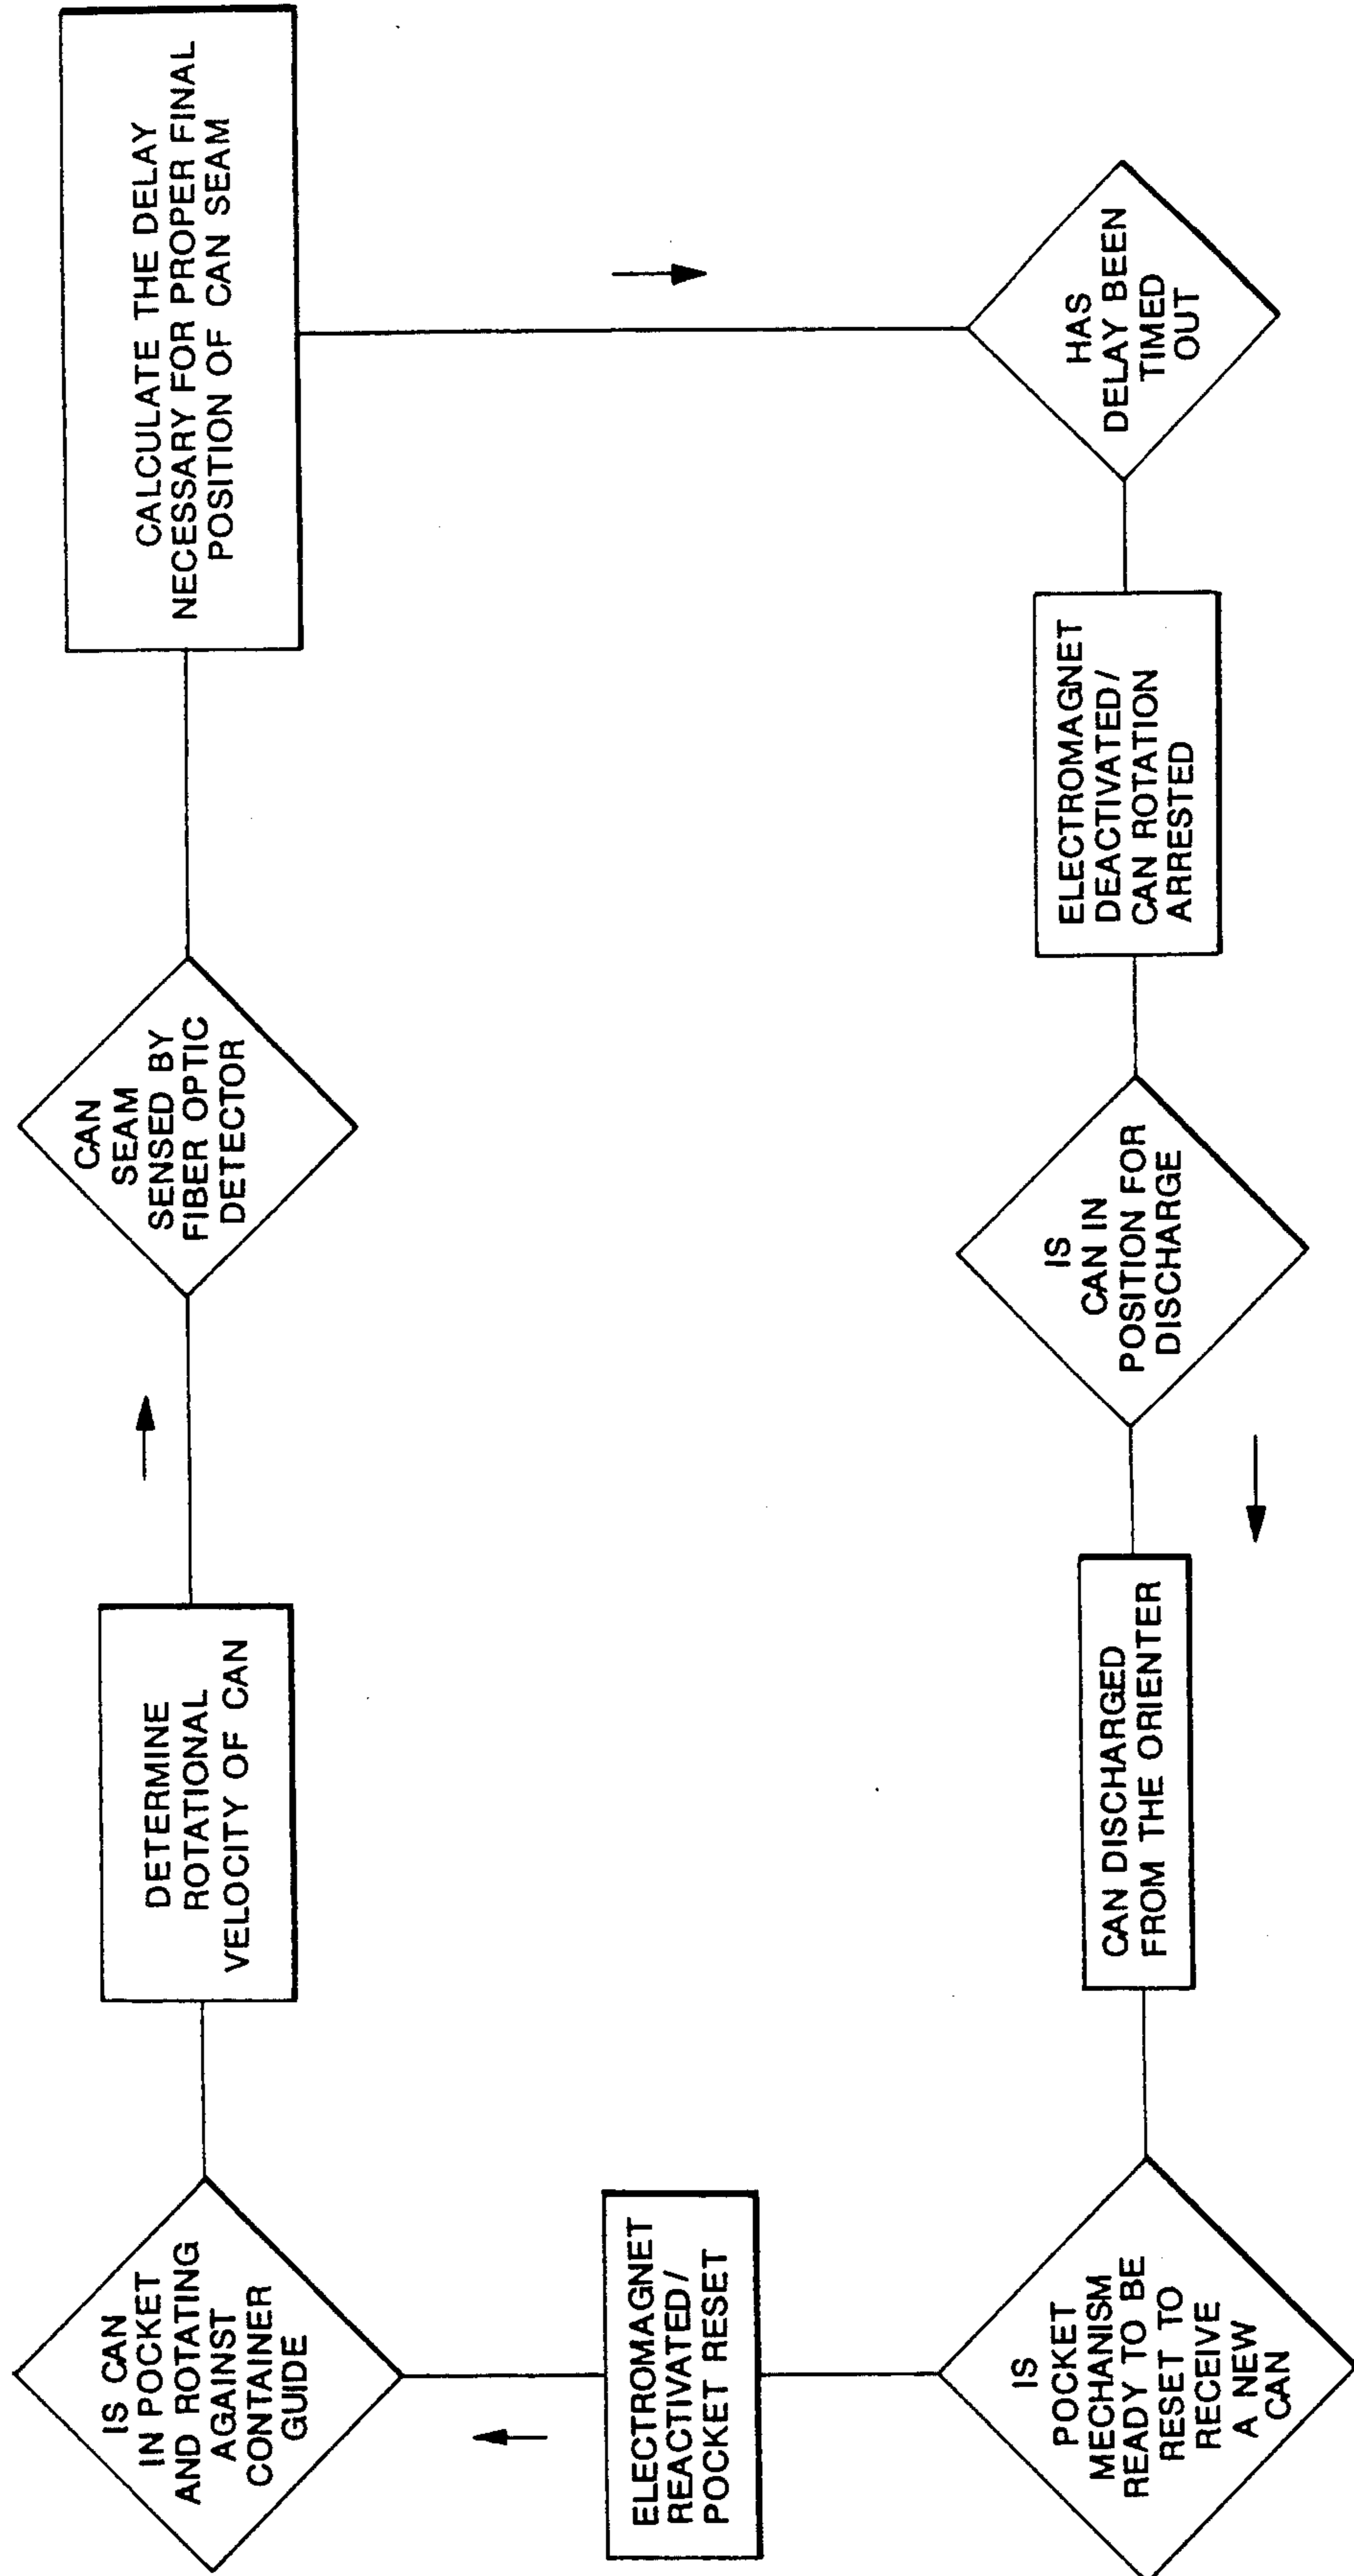 IS CAN
IN POCKET
AND ROTATING
AGAINST
CONTAINER
GUIDE
DETERMINE
ROTATIONAL
VELOCITY OF CAN
CAN
SEAM
SENSED BY
FIBER OPTIC
DETECTOR
CALCULATE THE DELAY
NECESSARY FOR PROPER FINAL
POSITION OF CAN SEAM
HAS
DELAY BEEN
TIMED
OUT
ELECTROMAGNET
DEACTIVATED/
CAN ROTATION
ARRESTED
IS
CAN IN
POSITION FOR
DISCHARGE
CAN DISCHARGED
FROM THE ORIENTER
IS
POCKET
MECHANISM
READY TO BE
RESET TO
RECEIVE
A NEW
CAN
ELECTROMAGNET
REACTIVATED/
POCKET RESET